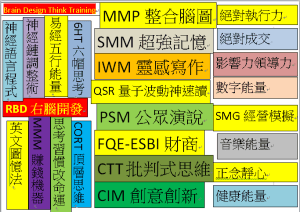 Brain Design Think Training
神經語言程式
神經鏈調整術
易經五行能量
6HT 六帽思考
RBD 右腦開發
英文圖憶法
MMM 賺錢機器
思考習慣改命運
CORT 頂層思維
MMP 整合腦圖
SMM 超強記憶
IWM 靈感寫作
QSR 量子波動神速讀
PSM 公眾演說
FQE-ESBI 財商
CTT 批判式思維
CIM 創意創新
絕對執行力
絕對成交
影響力領導力
數字能量
SMG 經營模擬
音樂能量
正念靜心
健康能量